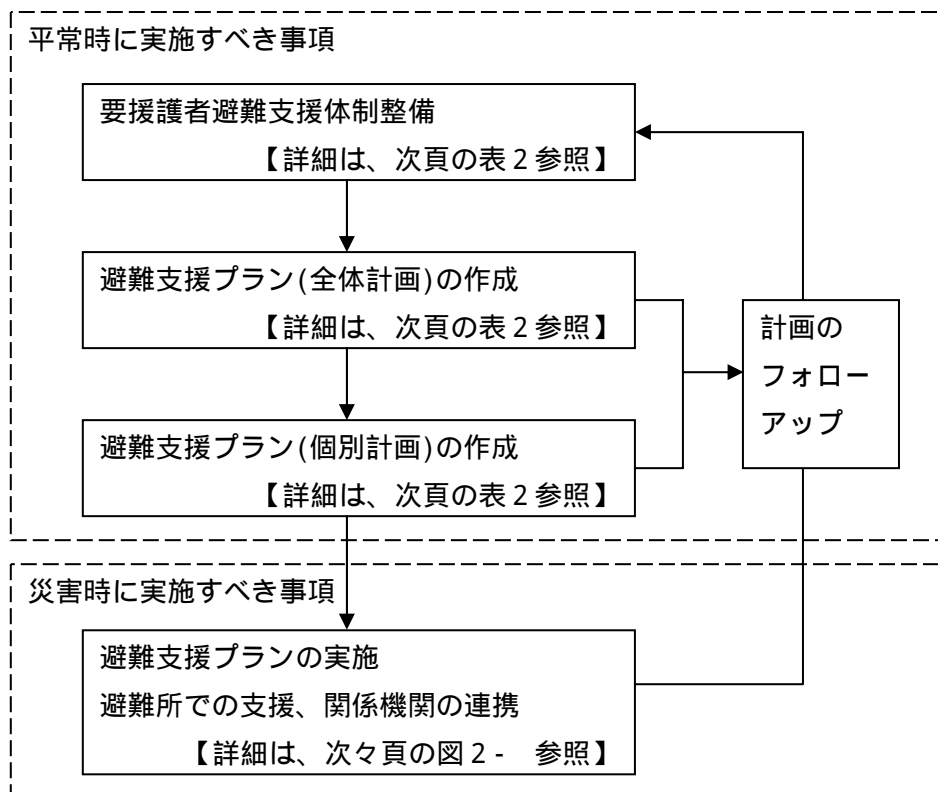 平常時に実施すべき事項
要援護者避難支援体制整備
【詳細は、次頁の表２参照】
避難支援プラン(全体計画)の作成
【詳細は、次頁の表２参照】
避難支援プラン(個別計画)の作成
【詳細は、次頁の表２参照】
計画の
フォロー
アップ
災害時に実施すべき事項
避難支援プランの実施
避難所での支援、関係機関の連携
【詳細は、次々頁の図２-　参照】